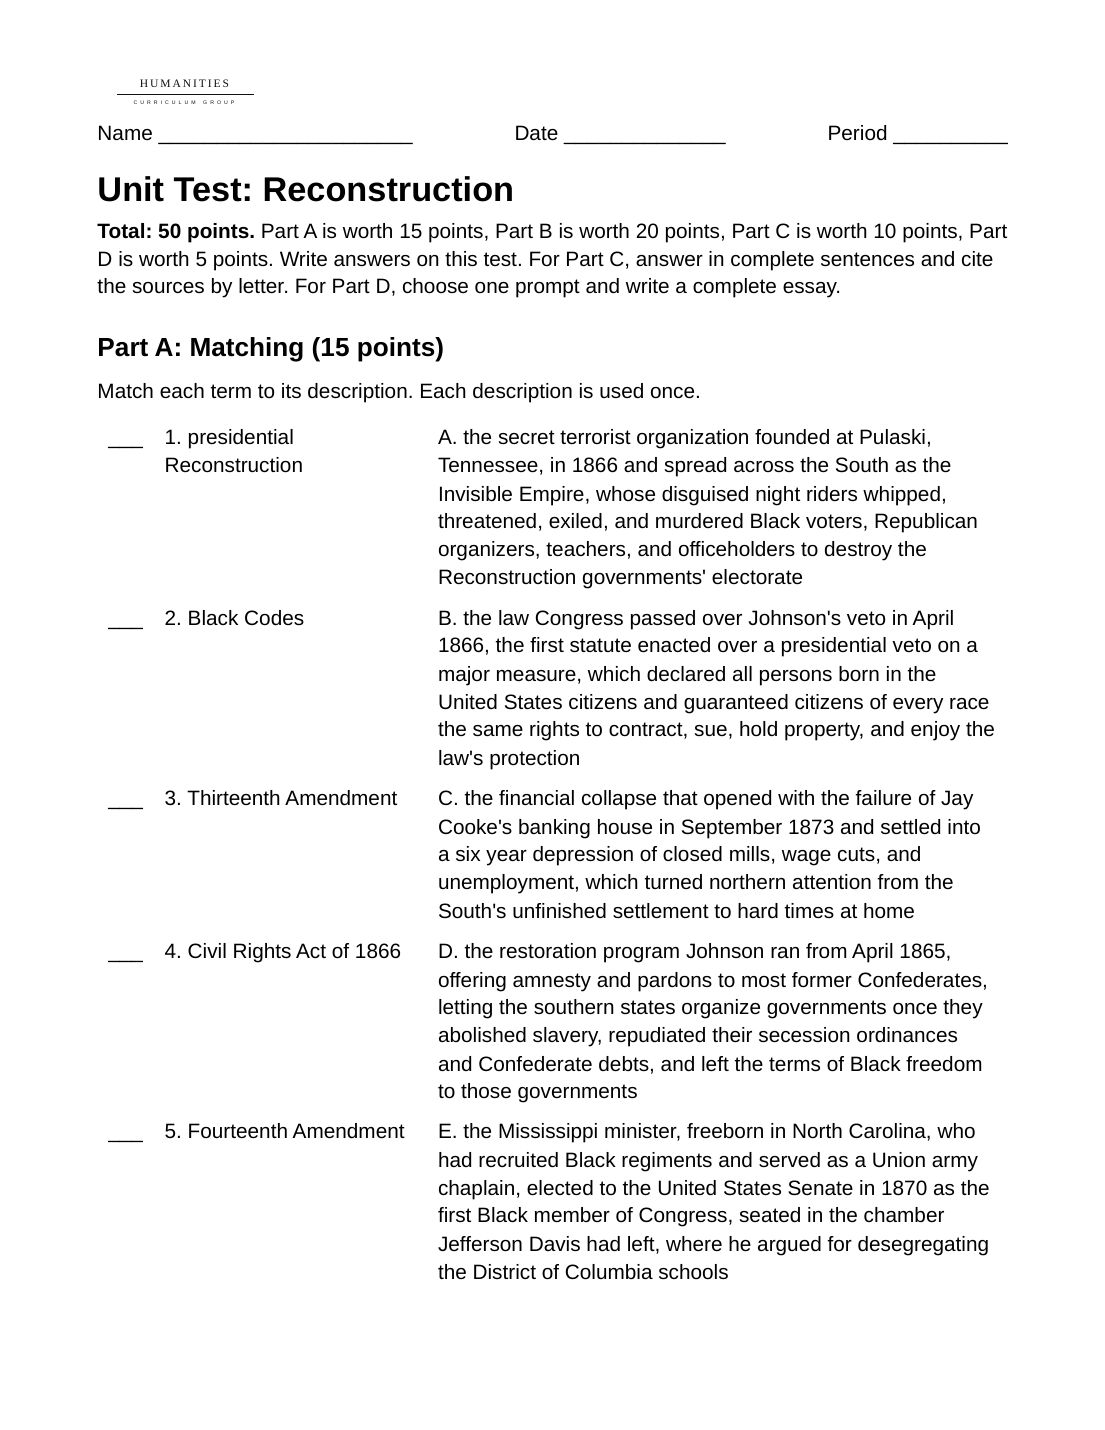 HUMANITIES
CURRICULUM GROUP
Name ______________________ Date ______________ Period __________
Unit Test: Reconstruction
Total: 50 points. Part A is worth 15 points, Part B is worth 20 points, Part C is worth 10 points, Part
D is worth 5 points. Write answers on this test. For Part C, answer in complete sentences and cite
the sources by letter. For Part D, choose one prompt and write a complete essay.
Part A: Matching (15 points)
Match each term to its description. Each description is used once.
___ 1. presidential
Reconstruction
A. the secret terrorist organization founded at Pulaski,
Tennessee, in 1866 and spread across the South as the
Invisible Empire, whose disguised night riders whipped,
threatened, exiled, and murdered Black voters, Republican
organizers, teachers, and officeholders to destroy the
Reconstruction governments' electorate
___ 2. Black Codes
B. the law Congress passed over Johnson's veto in April
1866, the first statute enacted over a presidential veto on a
major measure, which declared all persons born in the
United States citizens and guaranteed citizens of every race
the same rights to contract, sue, hold property, and enjoy the
law's protection
___ 3. Thirteenth Amendment
C. the financial collapse that opened with the failure of Jay
Cooke's banking house in September 1873 and settled into
a six year depression of closed mills, wage cuts, and
unemployment, which turned northern attention from the
South's unfinished settlement to hard times at home
___ 4. Civil Rights Act of 1866
D. the restoration program Johnson ran from April 1865,
offering amnesty and pardons to most former Confederates,
letting the southern states organize governments once they
abolished slavery, repudiated their secession ordinances
and Confederate debts, and left the terms of Black freedom
to those governments
___ 5. Fourteenth Amendment
E. the Mississippi minister, freeborn in North Carolina, who
had recruited Black regiments and served as a Union army
chaplain, elected to the United States Senate in 1870 as the
first Black member of Congress, seated in the chamber
Jefferson Davis had left, where he argued for desegregating
the District of Columbia schools